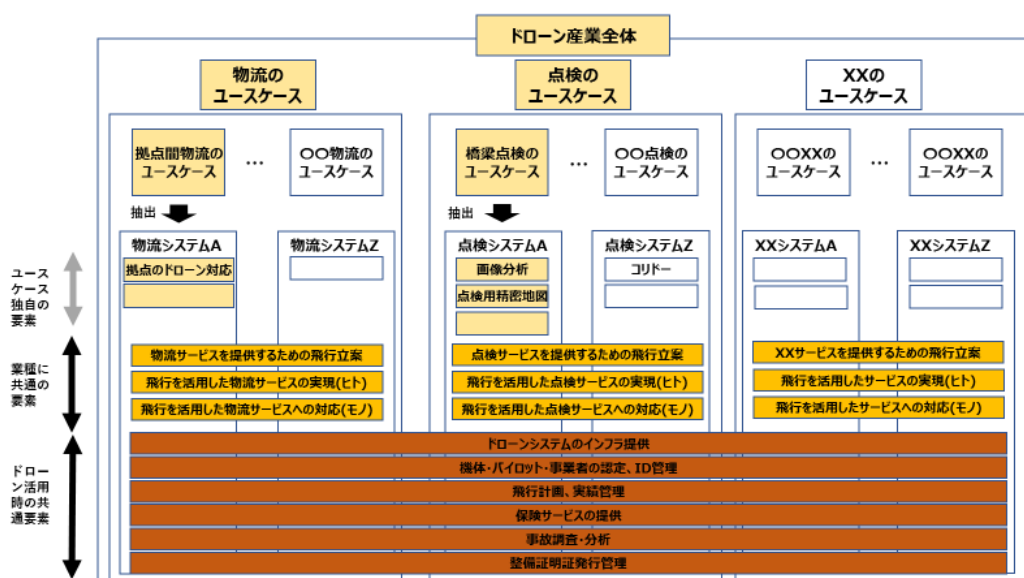 ドローン産業全体
物流の
ユースケース
点検の
ユースケース
XXの
ユースケース
拠点間物流の
ユースケース
…
〇〇物流の
ユースケース
橋梁点検の
ユースケース
…
〇〇点検の
ユースケース
〇〇XXの
ユースケース
…
〇〇XXの
ユースケース
抽出
抽出
物流システムA
物流システムZ
点検システムA
点検システムZ
XXシステムA
XXシステムZ
拠点のドローン対応
画像分析
点検用精密地図
コリドー
ユース
ケース
独自の
要素
業種に
共通の
要素
物流サービスを提供するための飛行立案
飛行を活用した物流サービスの実現(ヒト)
飛行を活用した物流サービスへの対応(モノ)
点検サービスを提供するための飛行立案
飛行を活用した点検サービスの実現(ヒト)
飛行を活用した点検サービスへの対応(モノ)
XXサービスを提供するための飛行立案
飛行を活用したサービスの実現(ヒト)
飛行を活用したサービスへの対応(モノ)
ドロー
ン活用
時の共
通要素
ドローンシステムのインフラ提供
機体・パイロット・事業者の認定、ID管理
飛行計画、実績管理
保険サービスの提供
事故調査・分析
整備証明証発行管理